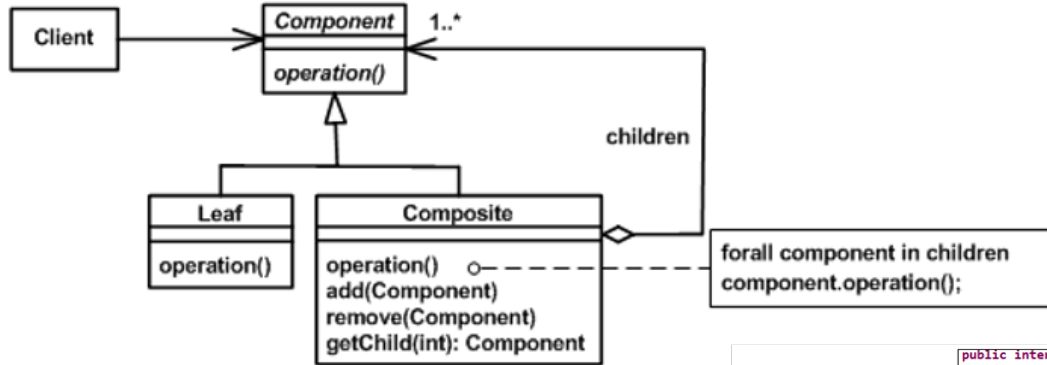 Client
Component
1..*
operation()
children
Leaf
operation()
Composite
operation()
add(Component)
remove(Component)
getChild(int): Component
forall component in children
component.operation();
public